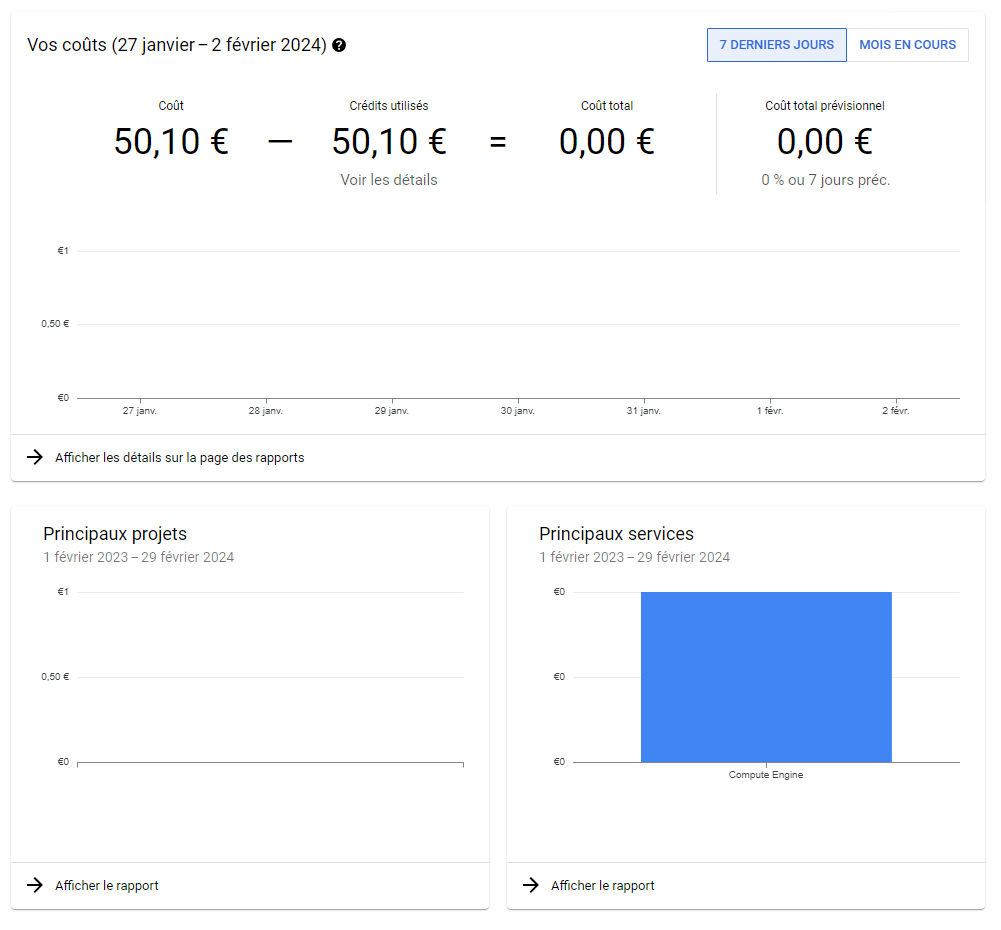 Vos coûts (27 janvier – 2 février 2024) ?
7 DERNIERS JOURS
MOIS EN COURS
Coût
50,10 €
—
Crédits utilisés
50,10 €
Voir les détails
=
Coût total
0,00 €
Coût total prévisionnel
0,00 €
0 % ou 7 jours préc.
€1
0,50 €
€0
27 janv. 28 janv. 29 janv. 30 janv. 31 janv. 1 févr. 2 févr.
Afficher les détails sur la page des rapports
Principaux projets
1 février 2023 – 29 février 2024
€1
0,50 €
€0
Afficher le rapport
Principaux services
1 février 2023 – 29 février 2024
€0
€0
€0
Compute Engine
Afficher le rapport